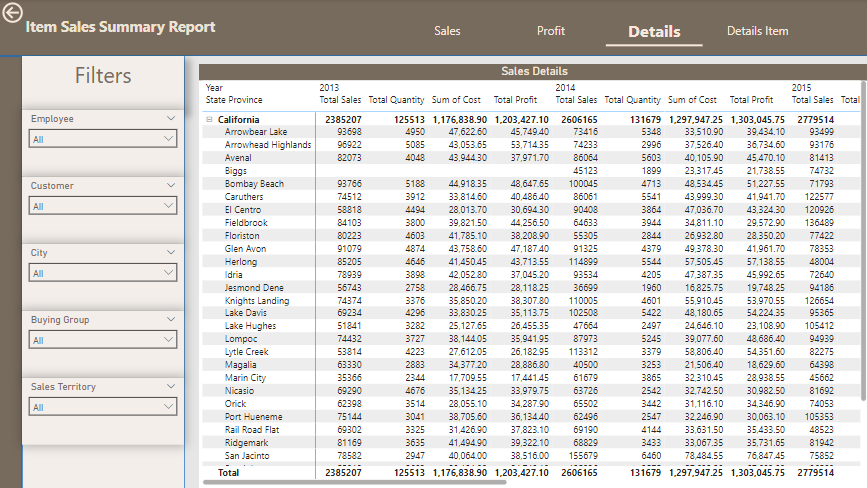 Item Sales Summary Report
Sales Profit Details Details Item
Filters
Employee
All
Customer
All
City
All
Buying Group
All
Sales Territory
All
Sales Details
Year 2013 2014 2015
State Province Total Sales Total Quantity Sum of Cost Total Profit Total Sales Total Quantity Sum of Cost Total Profit Total Sales Total
California 2385207 125513 1,176,838.90 1,203,427.10 2606165 131679 1,297,947.25 1,303,045.75 2779514
Arrowbear Lake 93698 4950 47,622.60 45,749.40 73416 5348 33,510.90 39,434.10 93499
Arrowhead Highlands 96922 5085 43,053.65 53,714.35 74233 2996 37,526.40 36,734.60 93176
Avenal 82073 4048 43,944.30 37,971.70 86064 5603 40,105.90 45,470.10 81413
Biggs 45123 1899 23,317.45 21,738.55 74732
Bombay Beach 93766 5188 44,918.35 48,647.65 100045 4713 48,534.45 51,227.55 71793
Caruthers 74512 3912 33,814.60 40,486.40 86061 5541 43,999.30 41,941.70 122577
El Centro 58818 4494 28,013.70 30,694.30 90408 3864 47,036.70 43,324.30 120926
Fieldbrook 84103 3800 39,821.50 44,256.50 64633 3944 34,811.10 29,572.90 136489
Floriston 80223 4603 41,785.10 38,208.90 55305 2844 26,932.80 28,350.20 77422
Glen Avon 91079 4874 43,758.60 47,187.40 91325 4379 49,378.30 41,961.70 78353
Herlong 85205 4646 41,450.45 43,713.55 114899 5544 57,505.45 57,138.55 48004
Idria 78939 3898 42,052.80 37,045.20 93534 4205 47,387.35 45,992.65 72640
Jesmond Dene 56743 2758 28,466.75 28,118.25 36699 1960 16,825.75 19,748.25 94186
Knights Landing 74374 3376 35,850.20 38,307.80 110005 4601 55,910.45 53,970.55 126654
Lake Davis 69234 4296 33,830.25 35,113.75 102508 5422 48,180.65 54,224.35 95365
Lake Hughes 51841 3282 25,127.65 26,455.35 47664 2497 24,646.10 23,108.90 105412
Lompoc 74432 3727 38,144.05 35,941.95 87973 5245 39,077.60 48,686.40 94939
Lytle Creek 53814 4223 27,612.05 26,182.95 113312 3379 58,806.40 54,351.60 82275
Magalia 63330 2883 34,377.20 28,886.80 40500 3253 21,506.40 18,629.60 64398
Marin City 35366 2344 17,709.55 17,441.45 61679 3865 32,310.45 28,938.55 45662
Nicasio 69290 4676 35,134.25 33,979.75 63726 2542 32,742.50 30,982.50 81692
Orick 62398 3514 28,055.10 34,287.90 65502 3442 31,116.10 34,346.90 74053
Port Hueneme 75144 3041 38,705.60 36,134.40 62496 2547 32,246.90 30,063.10 105353
Rail Road Flat 69102 3325 31,426.90 37,823.10 69190 4144 33,631.50 35,433.50 48523
Ridgemark 81169 3635 41,494.90 39,322.10 68829 3433 33,067.35 35,731.65 81942
San Jacinto 78582 2947 40,064.00 38,516.00 155679 6460 78,484.55 76,847.45 75852
Total 2385207 125513 1,176,838.90 1,203,427.10 2606165 131679 1,297,947.25 1,303,045.75 2779514